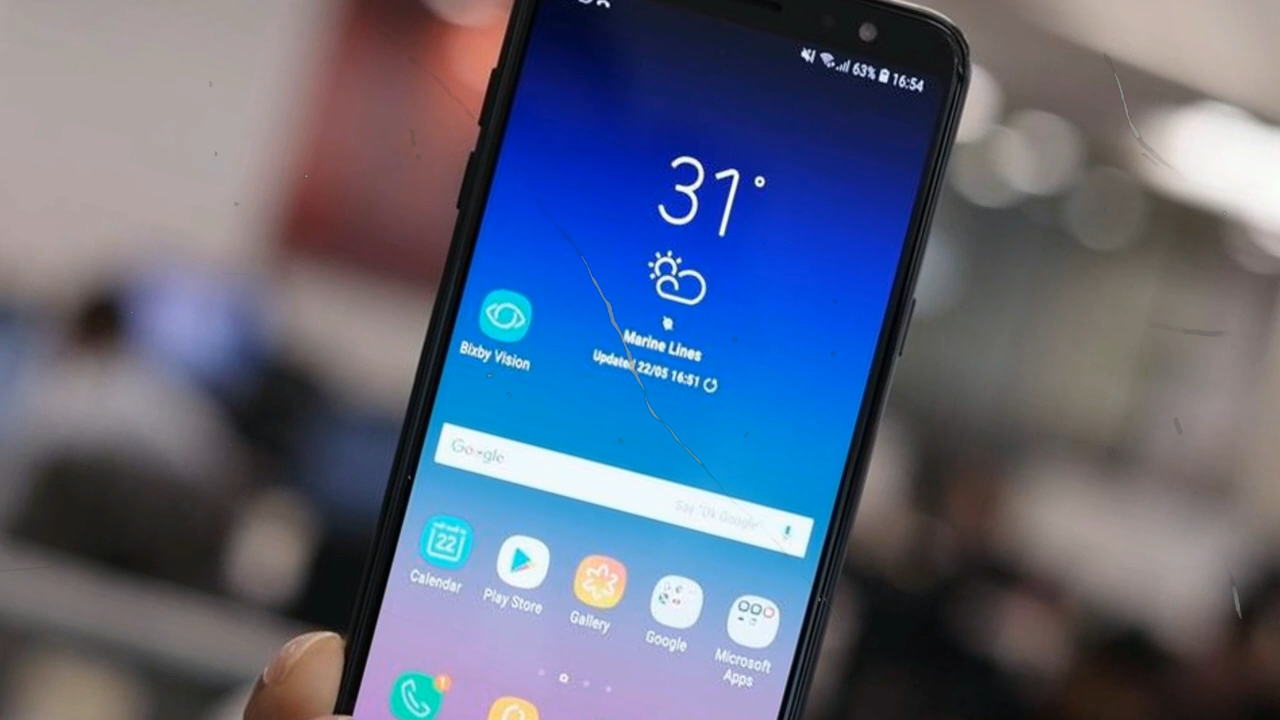 63% 16:54
31°
Bixby Vision
Marine Lines
Updated 22/05 16:51
Google
Say "Ok Google"
22
Calendar
Play Store
Gallery
Google
Microsoft
Apps
1